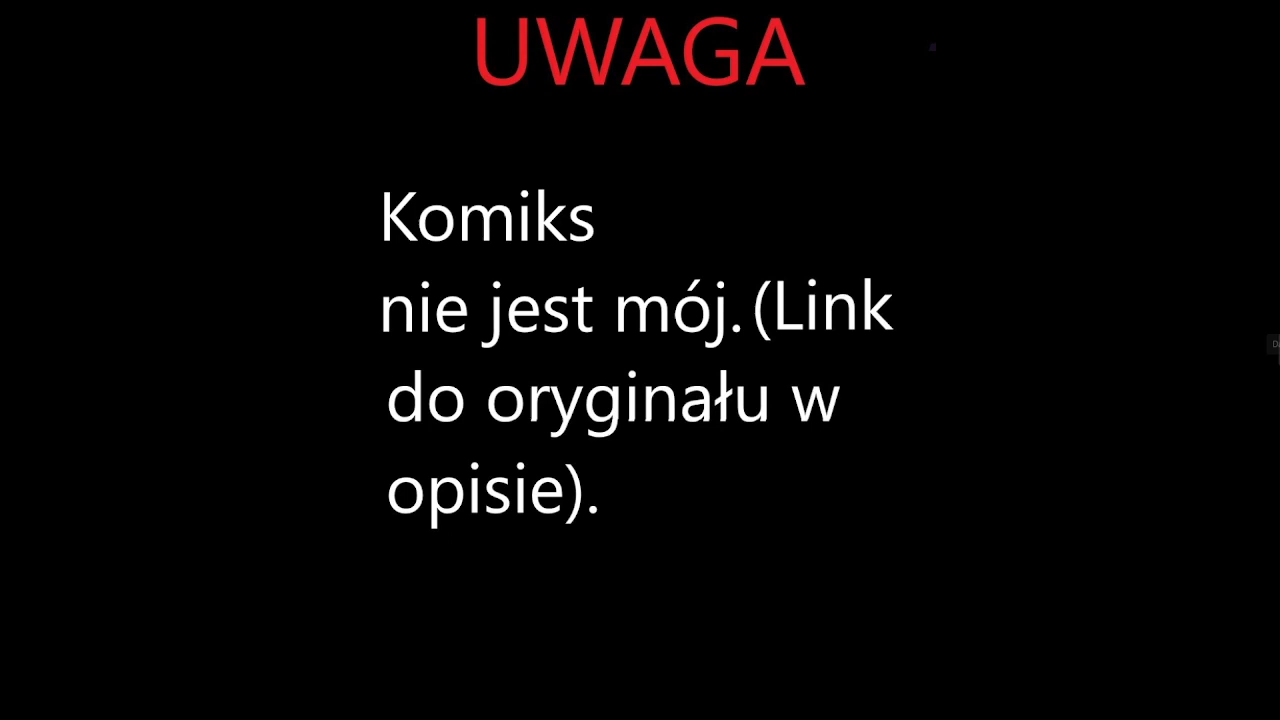 UWAGA
Komiks
nie jest mój. (Link
do oryginału w
opisie).